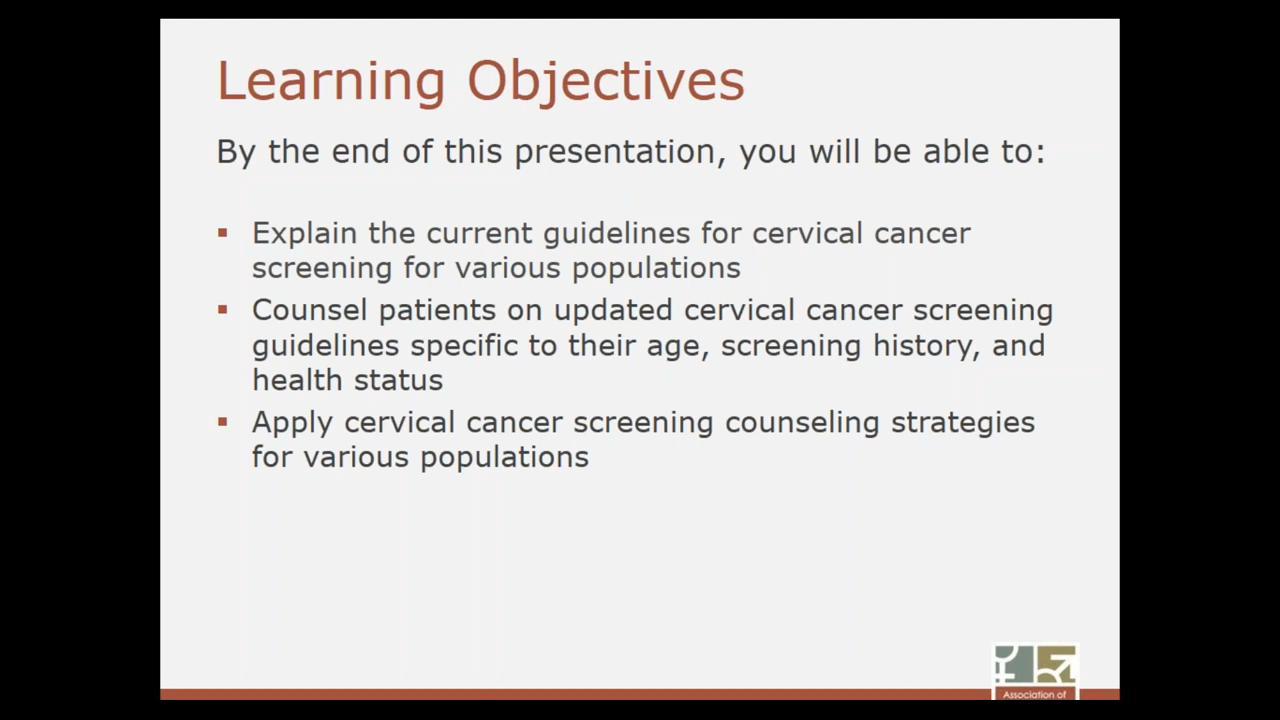 Learning Objectives
By the end of this presentation, you will be able to:
▪ Explain the current guidelines for cervical cancer
screening for various populations
▪ Counsel patients on updated cervical cancer screening
guidelines specific to their age, screening history, and
health status
▪ Apply cervical cancer screening counseling strategies
for various populations
Association of